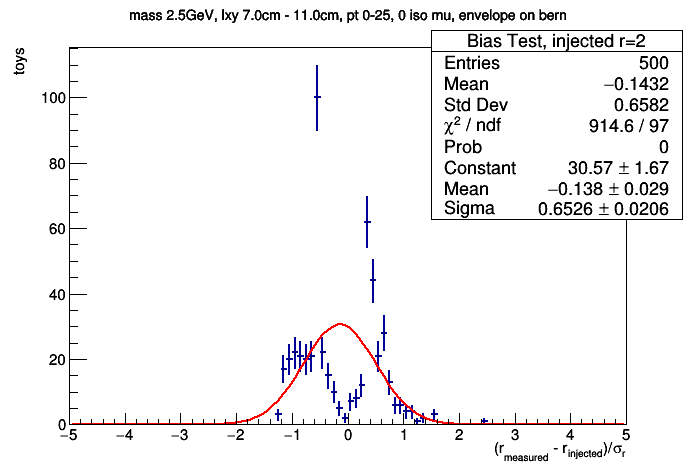 mass 2.5GeV, lxy 7.0cm - 11.0cm, pt 0-25, 0 iso mu, envelope on bern
toys
Bias Test, injected r=2
Entries 500
Mean −0.1432
Std Dev 0.6582
χ² / ndf 914.6 / 97
Prob 0
Constant 30.57 ± 1.67
Mean −0.138 ± 0.029
Sigma 0.6526 ± 0.0206
100
80
60
40
20
0
−5 −4 −3 −2 −1 0 1 2 3 4 5
(r_measured - r_injected)/σ_r